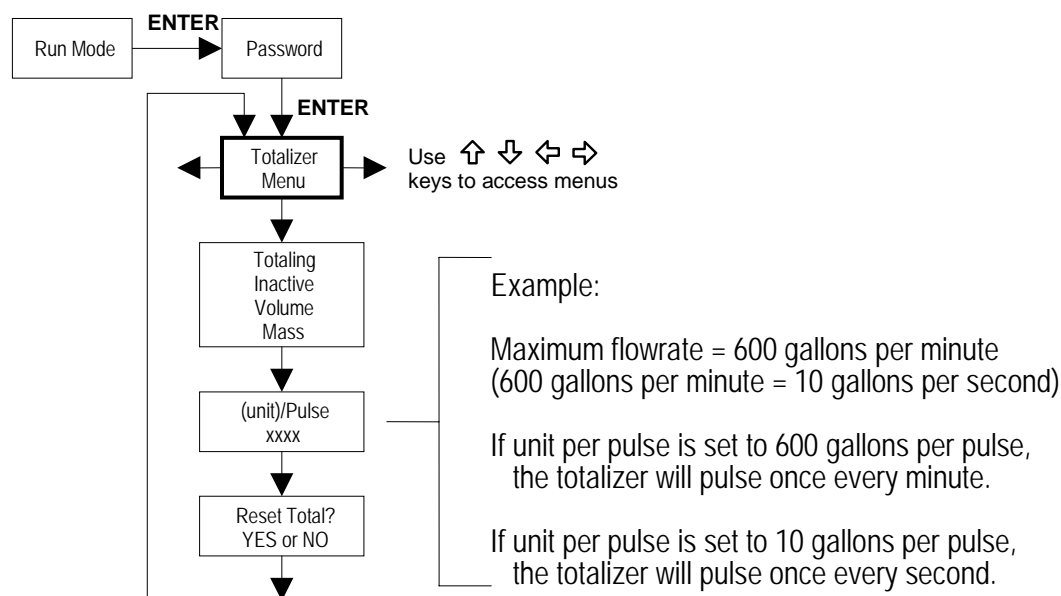 ENTER
Run Mode
Password
ENTER
Totalizer
Menu
Use ⇧ ⇩ ⇦ ⇨
keys to access menus
Totaling
Inactive
Volume
Mass
(unit)/Pulse
xxxx
Reset Total?
YES or NO
Example:
Maximum flowrate = 600 gallons per minute
(600 gallons per minute = 10 gallons per second)
If unit per pulse is set to 600 gallons per pulse,
the totalizer will pulse once every minute.
If unit per pulse is set to 10 gallons per pulse,
the totalizer will pulse once every second.